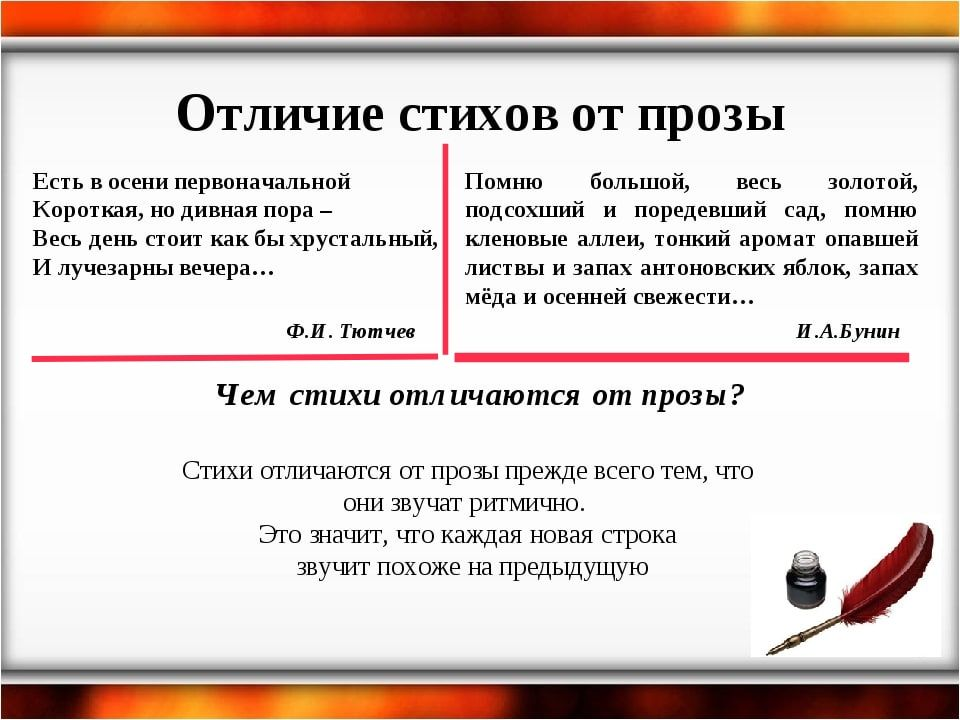 Отличие стихов от прозы
Есть в осени первоначальной
Короткая, но дивная пора –
Весь день стоит как бы хрустальный,
И лучезарны вечера…
Ф.И. Тютчев
Помню большой, весь золотой,
подсохший и поредевший сад, помню
кленовые аллеи, тонкий аромат опавшей
листвы и запах антоновских яблок, запах
мёда и осенней свежести…
И.А.Бунин
Чем стихи отличаются от прозы?
Стихи отличаются от прозы прежде всего тем, что
они звучат ритмично.
Это значит, что каждая новая строка
звучит похоже на предыдущую